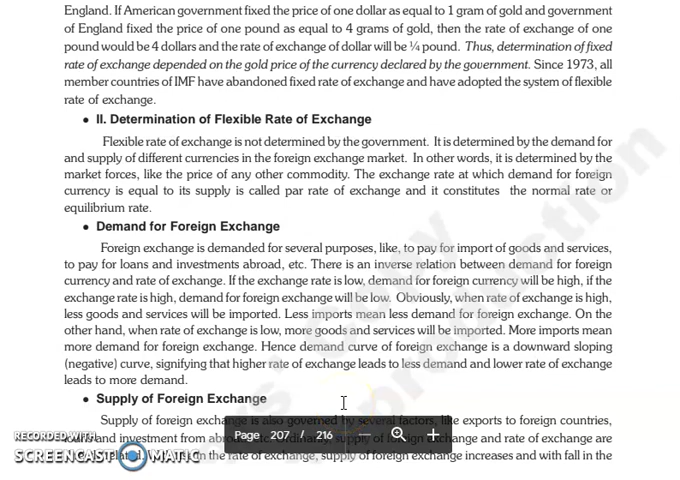 England. If American government fixed the price of one dollar as equal to 1 gram of gold and government
of England fixed the price of one pound as equal to 4 grams of gold, then the rate of exchange of one
pound would be 4 dollars and the rate of exchange of dollar will be ¼ pound. Thus, determination of fixed
rate of exchange depended on the gold price of the currency declared by the government. Since 1973, all
member countries of IMF have abandoned fixed rate of exchange and have adopted the system of flexible
rate of exchange.
• II. Determination of Flexible Rate of Exchange
Flexible rate of exchange is not determined by the government. It is determined by the demand for
and supply of different currencies in the foreign exchange market. In other words, it is determined by the
market forces, like the price of any other commodity. The exchange rate at which demand for foreign
currency is equal to its supply is called par rate of exchange and it constitutes the normal rate or
equilibrium rate.
• Demand for Foreign Exchange
Foreign exchange is demanded for several purposes, like, to pay for import of goods and services,
to pay for loans and investments abroad, etc. There is an inverse relation between demand for foreign
currency and rate of exchange. If the exchange rate is low, demand for foreign currency will be high, if the
exchange rate is high, demand for foreign exchange will be low. Obviously, when rate of exchange is high,
less goods and services will be imported. Less imports mean less demand for foreign exchange. On the
other hand, when rate of exchange is low, more goods and services will be imported. More imports mean
more demand for foreign exchange. Hence demand curve of foreign exchange is a downward sloping
(negative) curve, signifying that higher rate of exchange leads to less demand and lower rate of exchange
leads to more demand.
• Supply of Foreign Exchange
Supply of foreign exchange is also governed by several factors, like exports to foreign countries,
and investment from supply of foreign exchange and rate of exchange are
in the rate of exchange, supply of foreign exchange increases and with fall in the
Page: 207 / 216
RECORDED WITH
SCREENCAST MATIC